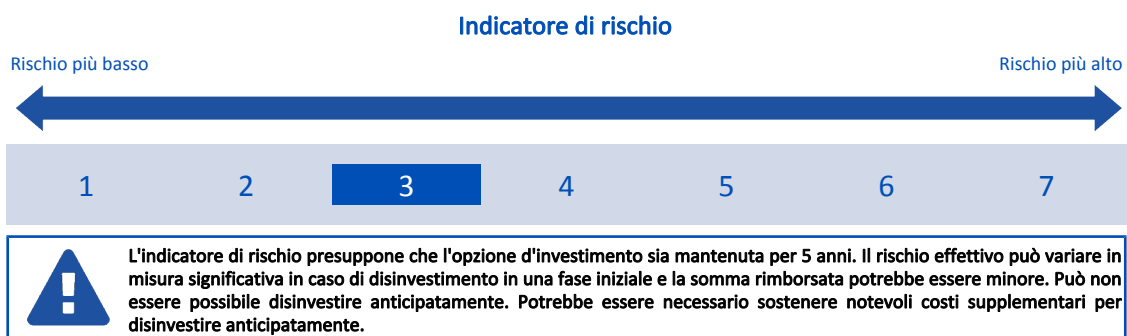 Indicatore di rischio
Rischio più basso Rischio più alto
1 2 3 4 5 6 7
L'indicatore di rischio presuppone che l'opzione d'investimento sia mantenuta per 5 anni. Il rischio effettivo può variare in
misura significativa in caso di disinvestimento in una fase iniziale e la somma rimborsata potrebbe essere minore. Può non
essere possibile disinvestire anticipatamente. Potrebbe essere necessario sostenere notevoli costi supplementari per
disinvestire anticipatamente.